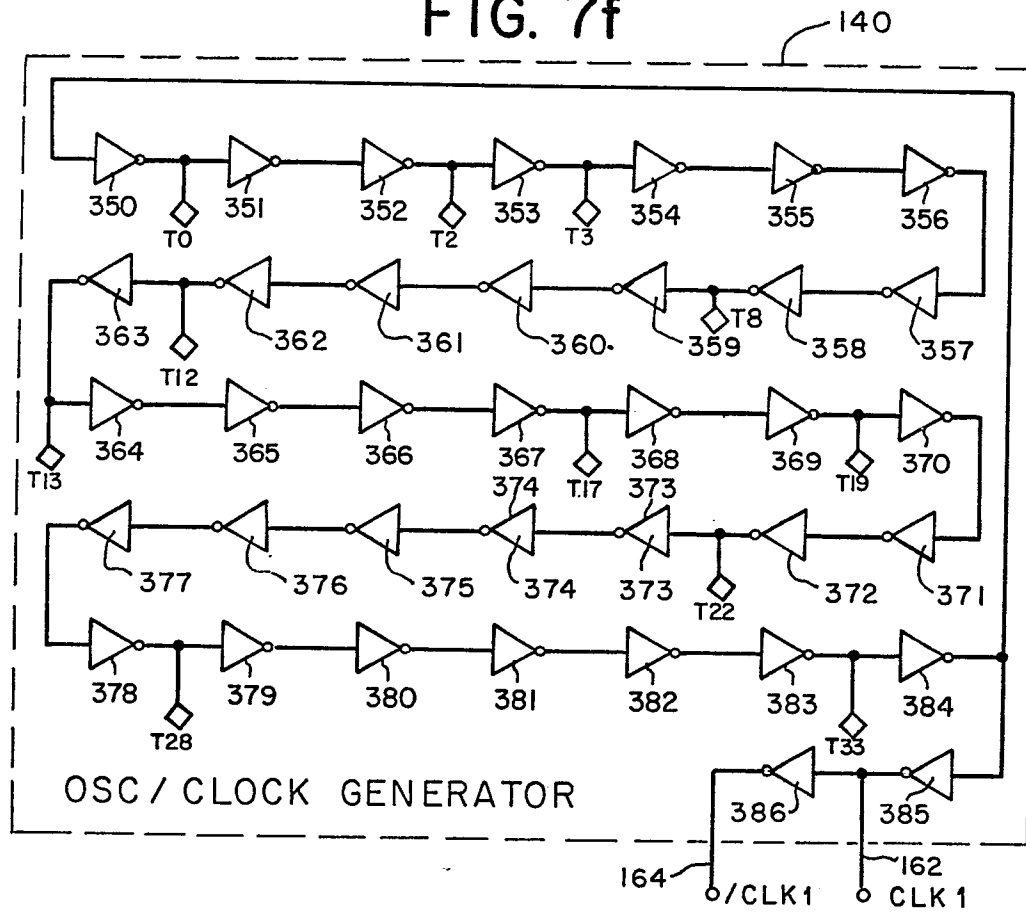 FIG. 7f
140
350 351 352 353 354 355 356
T0 T2 T3
363 362 361 360. 359 T8 358 357
T12
364 365 366 367 368 369 370
T13 T17 T19
374 373
377 376 375 374 373 372 371
T22
378 379 380 381 382 383 384
T28 T33
OSC/CLOCK GENERATOR 386 385
164 162
/CLK1 CLK1